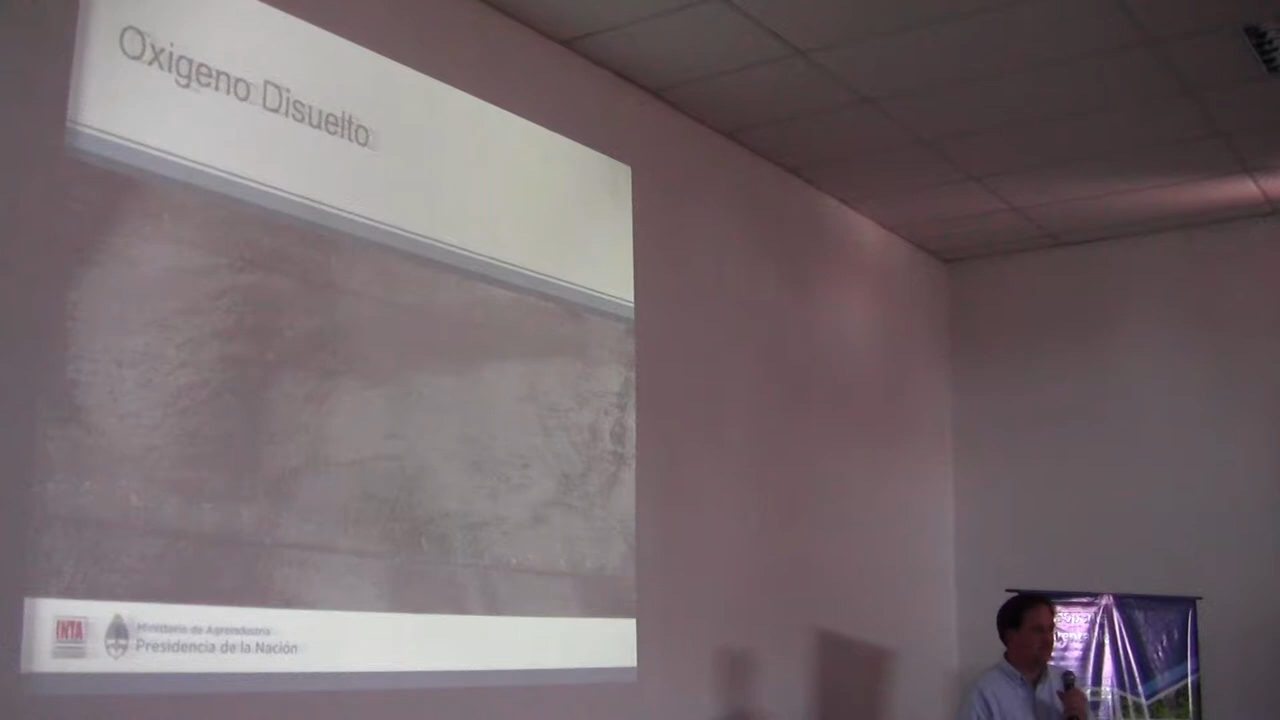 Oxigeno Disuelto
INTA
Ministerio de Agroindustria
Presidencia de la Nación